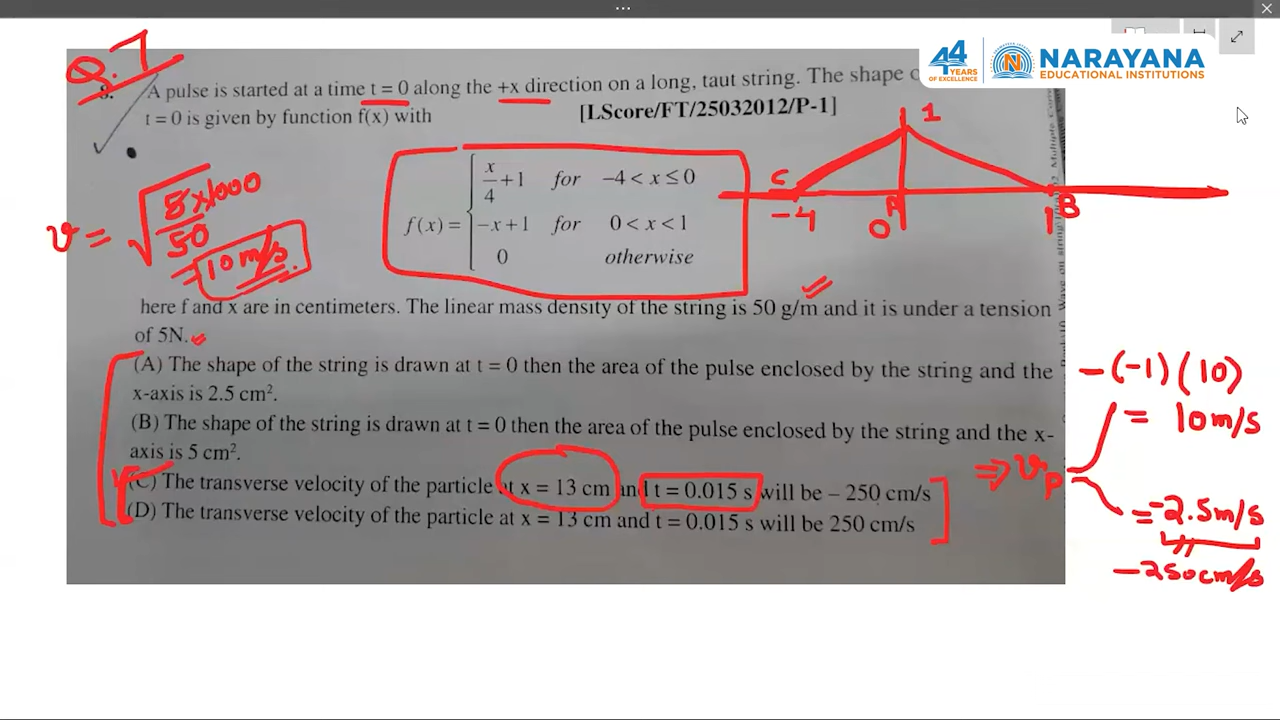 44
YEARS
OF EXCELLENCE
NARAYANA
EDUCATIONAL INSTITUTIONS
Q.7
A pulse is started at a time t = 0 along the +x direction on a long, taut string. The shape
t = 0 is given by function f(x) with [LScore/FT/25032012/P-1]
f(x) = { x/4 +1 for -4 < x ≤ 0
-x+1 for 0 < x < 1
0 otherwise
1
C
-4
A
0
1
B
v = √(5x1000/50)
= 10m/s
here f and x are in centimeters. The linear mass density of the string is 50 g/m and it is under a tension
of 5N.
(A) The shape of the string is drawn at t = 0 then the area of the pulse enclosed by the string and the
x-axis is 2.5 cm².
(B) The shape of the string is drawn at t = 0 then the area of the pulse enclosed by the string and the x-
axis is 5 cm².
(C) The transverse velocity of the particle at x = 13 cm and t = 0.015 s will be – 250 cm/s
(D) The transverse velocity of the particle at x = 13 cm and t = 0.015 s will be 250 cm/s
-(-1)(10)
= 10m/s
⇒ vp
= -2.5m/s
-250cm/s